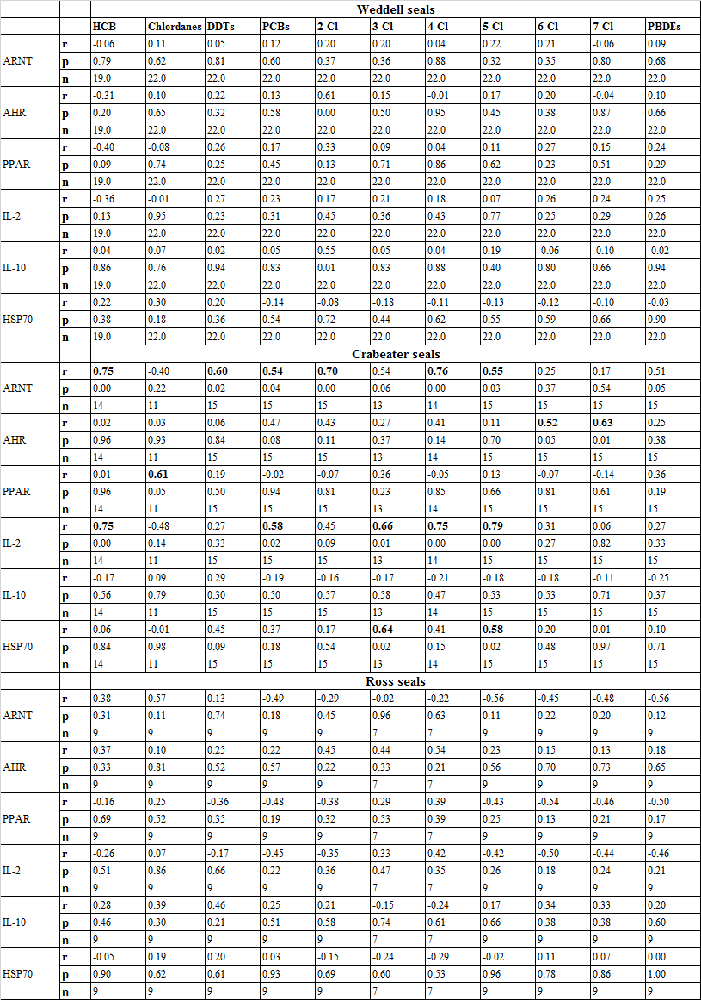 Weddell seals
HCB Chlordanes DDTs PCBs 2-Cl 3-Cl 4-Cl 5-Cl 6-Cl 7-Cl PBDEs
ARNT r -0.06 0.11 0.05 0.12 0.20 0.20 0.04 0.22 0.21 -0.06 0.09
p 0.79 0.62 0.81 0.60 0.37 0.36 0.88 0.32 0.35 0.80 0.68
n 19.0 22.0 22.0 22.0 22.0 22.0 22.0 22.0 22.0 22.0 22.0
AHR r -0.31 0.10 0.22 0.13 0.61 0.15 -0.01 0.17 0.20 -0.04 0.10
p 0.20 0.65 0.32 0.58 0.00 0.50 0.95 0.45 0.38 0.87 0.66
n 19.0 22.0 22.0 22.0 22.0 22.0 22.0 22.0 22.0 22.0 22.0
PPAR r -0.40 -0.08 0.26 0.17 0.33 0.09 0.04 0.11 0.27 0.15 0.24
p 0.09 0.74 0.25 0.45 0.13 0.71 0.86 0.62 0.23 0.51 0.29
n 19.0 22.0 22.0 22.0 22.0 22.0 22.0 22.0 22.0 22.0 22.0
IL-2 r -0.36 -0.01 0.27 0.23 0.17 0.21 0.18 0.07 0.26 0.24 0.25
p 0.13 0.95 0.23 0.31 0.45 0.36 0.43 0.77 0.25 0.29 0.26
n 19.0 22.0 22.0 22.0 22.0 22.0 22.0 22.0 22.0 22.0 22.0
IL-10 r 0.04 0.07 0.02 0.05 0.55 0.05 0.04 0.19 -0.06 -0.10 -0.02
p 0.86 0.76 0.94 0.83 0.01 0.83 0.88 0.40 0.80 0.66 0.94
n 19.0 22.0 22.0 22.0 22.0 22.0 22.0 22.0 22.0 22.0 22.0
HSP70 r 0.22 0.30 0.20 -0.14 -0.08 -0.18 -0.11 -0.13 -0.12 -0.10 -0.03
p 0.38 0.18 0.36 0.54 0.72 0.44 0.62 0.55 0.59 0.66 0.90
n 19.0 22.0 22.0 22.0 22.0 22.0 22.0 22.0 22.0 22.0 22.0
Crabeater seals
ARNT r 0.75 -0.40 0.60 0.54 0.70 0.54 0.76 0.55 0.25 0.17 0.51
p 0.00 0.22 0.02 0.04 0.00 0.06 0.00 0.03 0.37 0.54 0.05
n 14 11 15 15 15 13 14 15 15 15 15
AHR r 0.02 0.03 0.06 0.47 0.43 0.27 0.41 0.11 0.52 0.63 0.25
p 0.96 0.93 0.84 0.08 0.11 0.37 0.14 0.70 0.05 0.01 0.38
n 14 11 15 15 15 13 14 15 15 15 15
PPAR r 0.01 0.61 0.19 -0.02 -0.07 0.36 -0.05 0.13 -0.07 -0.14 0.36
p 0.96 0.05 0.50 0.94 0.81 0.23 0.85 0.66 0.81 0.61 0.19
n 14 11 15 15 15 13 14 15 15 15 15
IL-2 r 0.75 -0.48 0.27 0.58 0.45 0.66 0.75 0.79 0.31 0.06 0.27
p 0.00 0.14 0.33 0.02 0.09 0.01 0.00 0.00 0.27 0.82 0.33
n 14 11 15 15 15 13 14 15 15 15 15
IL-10 r -0.17 0.09 0.29 -0.19 -0.16 -0.17 -0.21 -0.18 -0.18 -0.11 -0.25
p 0.56 0.79 0.30 0.50 0.57 0.58 0.47 0.53 0.53 0.71 0.37
n 14 11 15 15 15 13 14 15 15 15 15
HSP70 r 0.06 -0.01 0.45 0.37 0.17 0.64 0.41 0.58 0.20 0.01 0.10
p 0.84 0.98 0.09 0.18 0.54 0.02 0.15 0.02 0.48 0.97 0.71
n 14 11 15 15 15 13 14 15 15 15 15
Ross seals
ARNT r 0.38 0.57 0.13 -0.49 -0.29 -0.02 -0.22 -0.56 -0.45 -0.48 -0.56
p 0.31 0.11 0.74 0.18 0.45 0.96 0.63 0.11 0.22 0.20 0.12
n 9 9 9 9 9 7 7 9 9 9 9
AHR r 0.37 0.10 0.25 0.22 0.45 0.44 0.54 0.23 0.15 0.13 0.18
p 0.33 0.81 0.52 0.57 0.22 0.33 0.21 0.56 0.70 0.73 0.65
n 9 9 9 9 9 7 7 9 9 9 9
PPAR r -0.16 0.25 -0.36 -0.48 -0.38 0.29 0.39 -0.43 -0.54 -0.46 -0.50
p 0.69 0.52 0.35 0.19 0.32 0.53 0.39 0.25 0.13 0.21 0.17
n 9 9 9 9 9 7 7 9 9 9 9
IL-2 r -0.26 0.07 -0.17 -0.45 -0.35 0.33 0.42 -0.42 -0.50 -0.44 -0.46
p 0.51 0.86 0.66 0.22 0.36 0.47 0.35 0.26 0.18 0.24 0.21
n 9 9 9 9 9 7 7 9 9 9 9
IL-10 r 0.28 0.39 0.46 0.25 0.21 -0.15 -0.24 0.17 0.34 0.33 0.20
p 0.46 0.30 0.21 0.51 0.58 0.74 0.61 0.66 0.38 0.38 0.60
n 9 9 9 9 9 7 7 9 9 9 9
HSP70 r -0.05 0.19 0.20 0.03 -0.15 -0.24 -0.29 -0.02 0.11 0.07 0.00
p 0.90 0.62 0.61 0.93 0.69 0.60 0.53 0.96 0.78 0.86 1.00
n 9 9 9 9 9 7 7 9 9 9 9